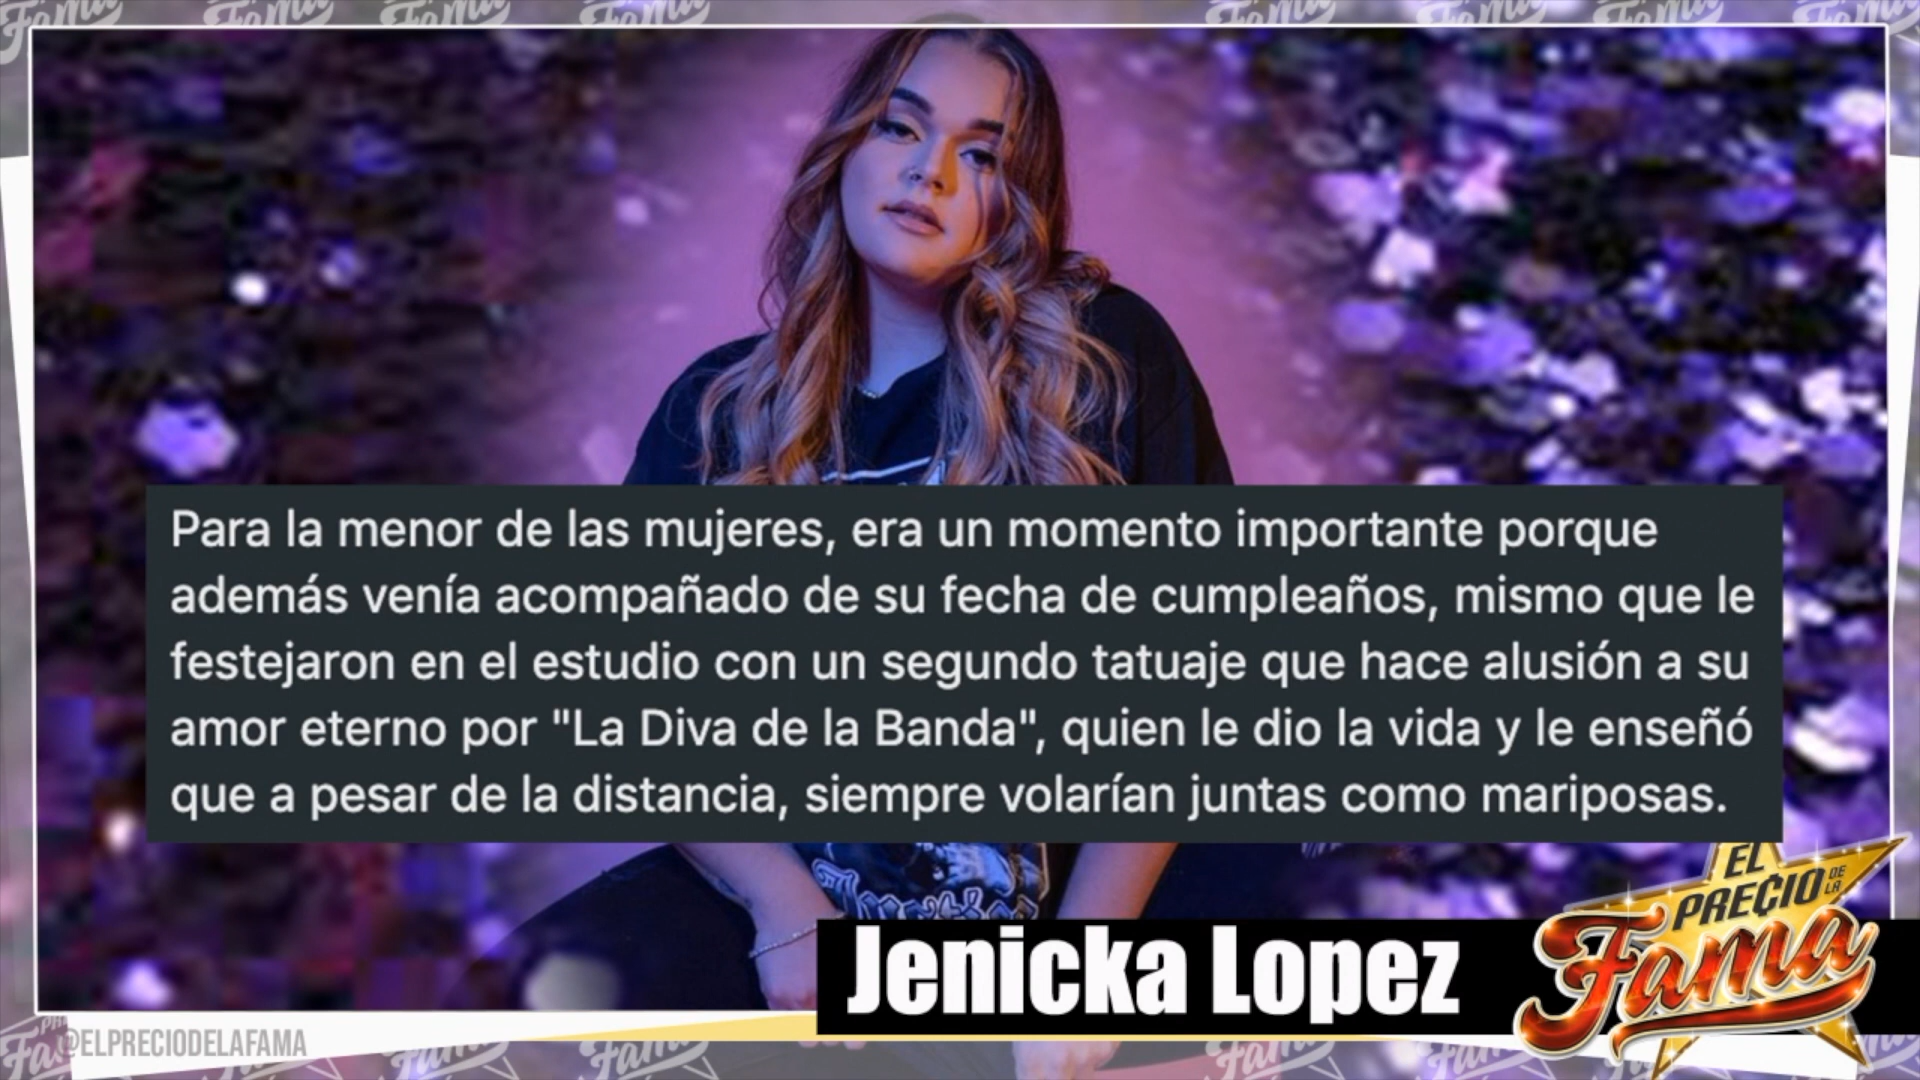 Para la menor de las mujeres, era un momento importante porque
además venía acompañado de su fecha de cumpleaños, mismo que le
festejaron en el estudio con un segundo tatuaje que hace alusión a su
amor eterno por "La Diva de la Banda", quien le dio la vida y le enseñó
que a pesar de la distancia, siempre volarían juntas como mariposas.
Jenicka Lopez
EL
PRECIO DE LA
Fama
@ELPRECIODELAFAMA